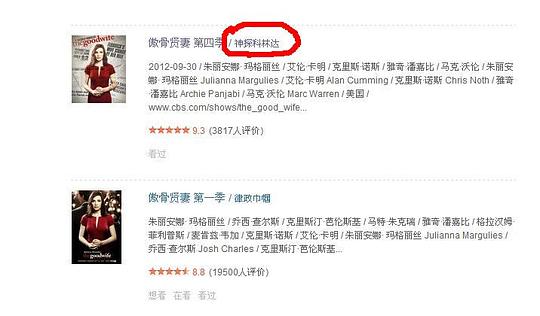 傲骨贤妻 第四季 / 神探科林达
2012-09-30 / 朱丽安娜·玛格丽丝 / 艾伦·卡明 / 克里斯·诺斯 / 雅奇·潘嘉比 / 马克·沃伦 / 朱丽安
娜·玛格丽丝 Julianna Margulies / 艾伦·卡明 Alan Cumming / 克里斯·诺斯 Chris Noth / 雅奇
·潘嘉比 Archie Panjabi / 马克·沃伦 Marc Warren / 美国 /
www.cbs.com/shows/the_good_wife...
9.3 (3817人评价)
看过
傲骨贤妻 第一季 / 律政巾帼
朱丽安娜·玛格丽丝 / 乔西·查尔斯 / 克里斯汀·芭伦斯基 / 马特·朱克瑞 / 雅奇·潘嘉比 / 格拉汉姆·
菲利普斯 / 麦肯兹·韦加 / 克里斯·诺斯 / 艾伦·卡明 / 朱丽安娜·玛格丽丝 Julianna Margulies /
乔西·查尔斯 Josh Charles / 克里斯汀·芭伦斯基...
8.8 (19500人评价)
想看 在看 看过
thegoodwife
thegoodwife